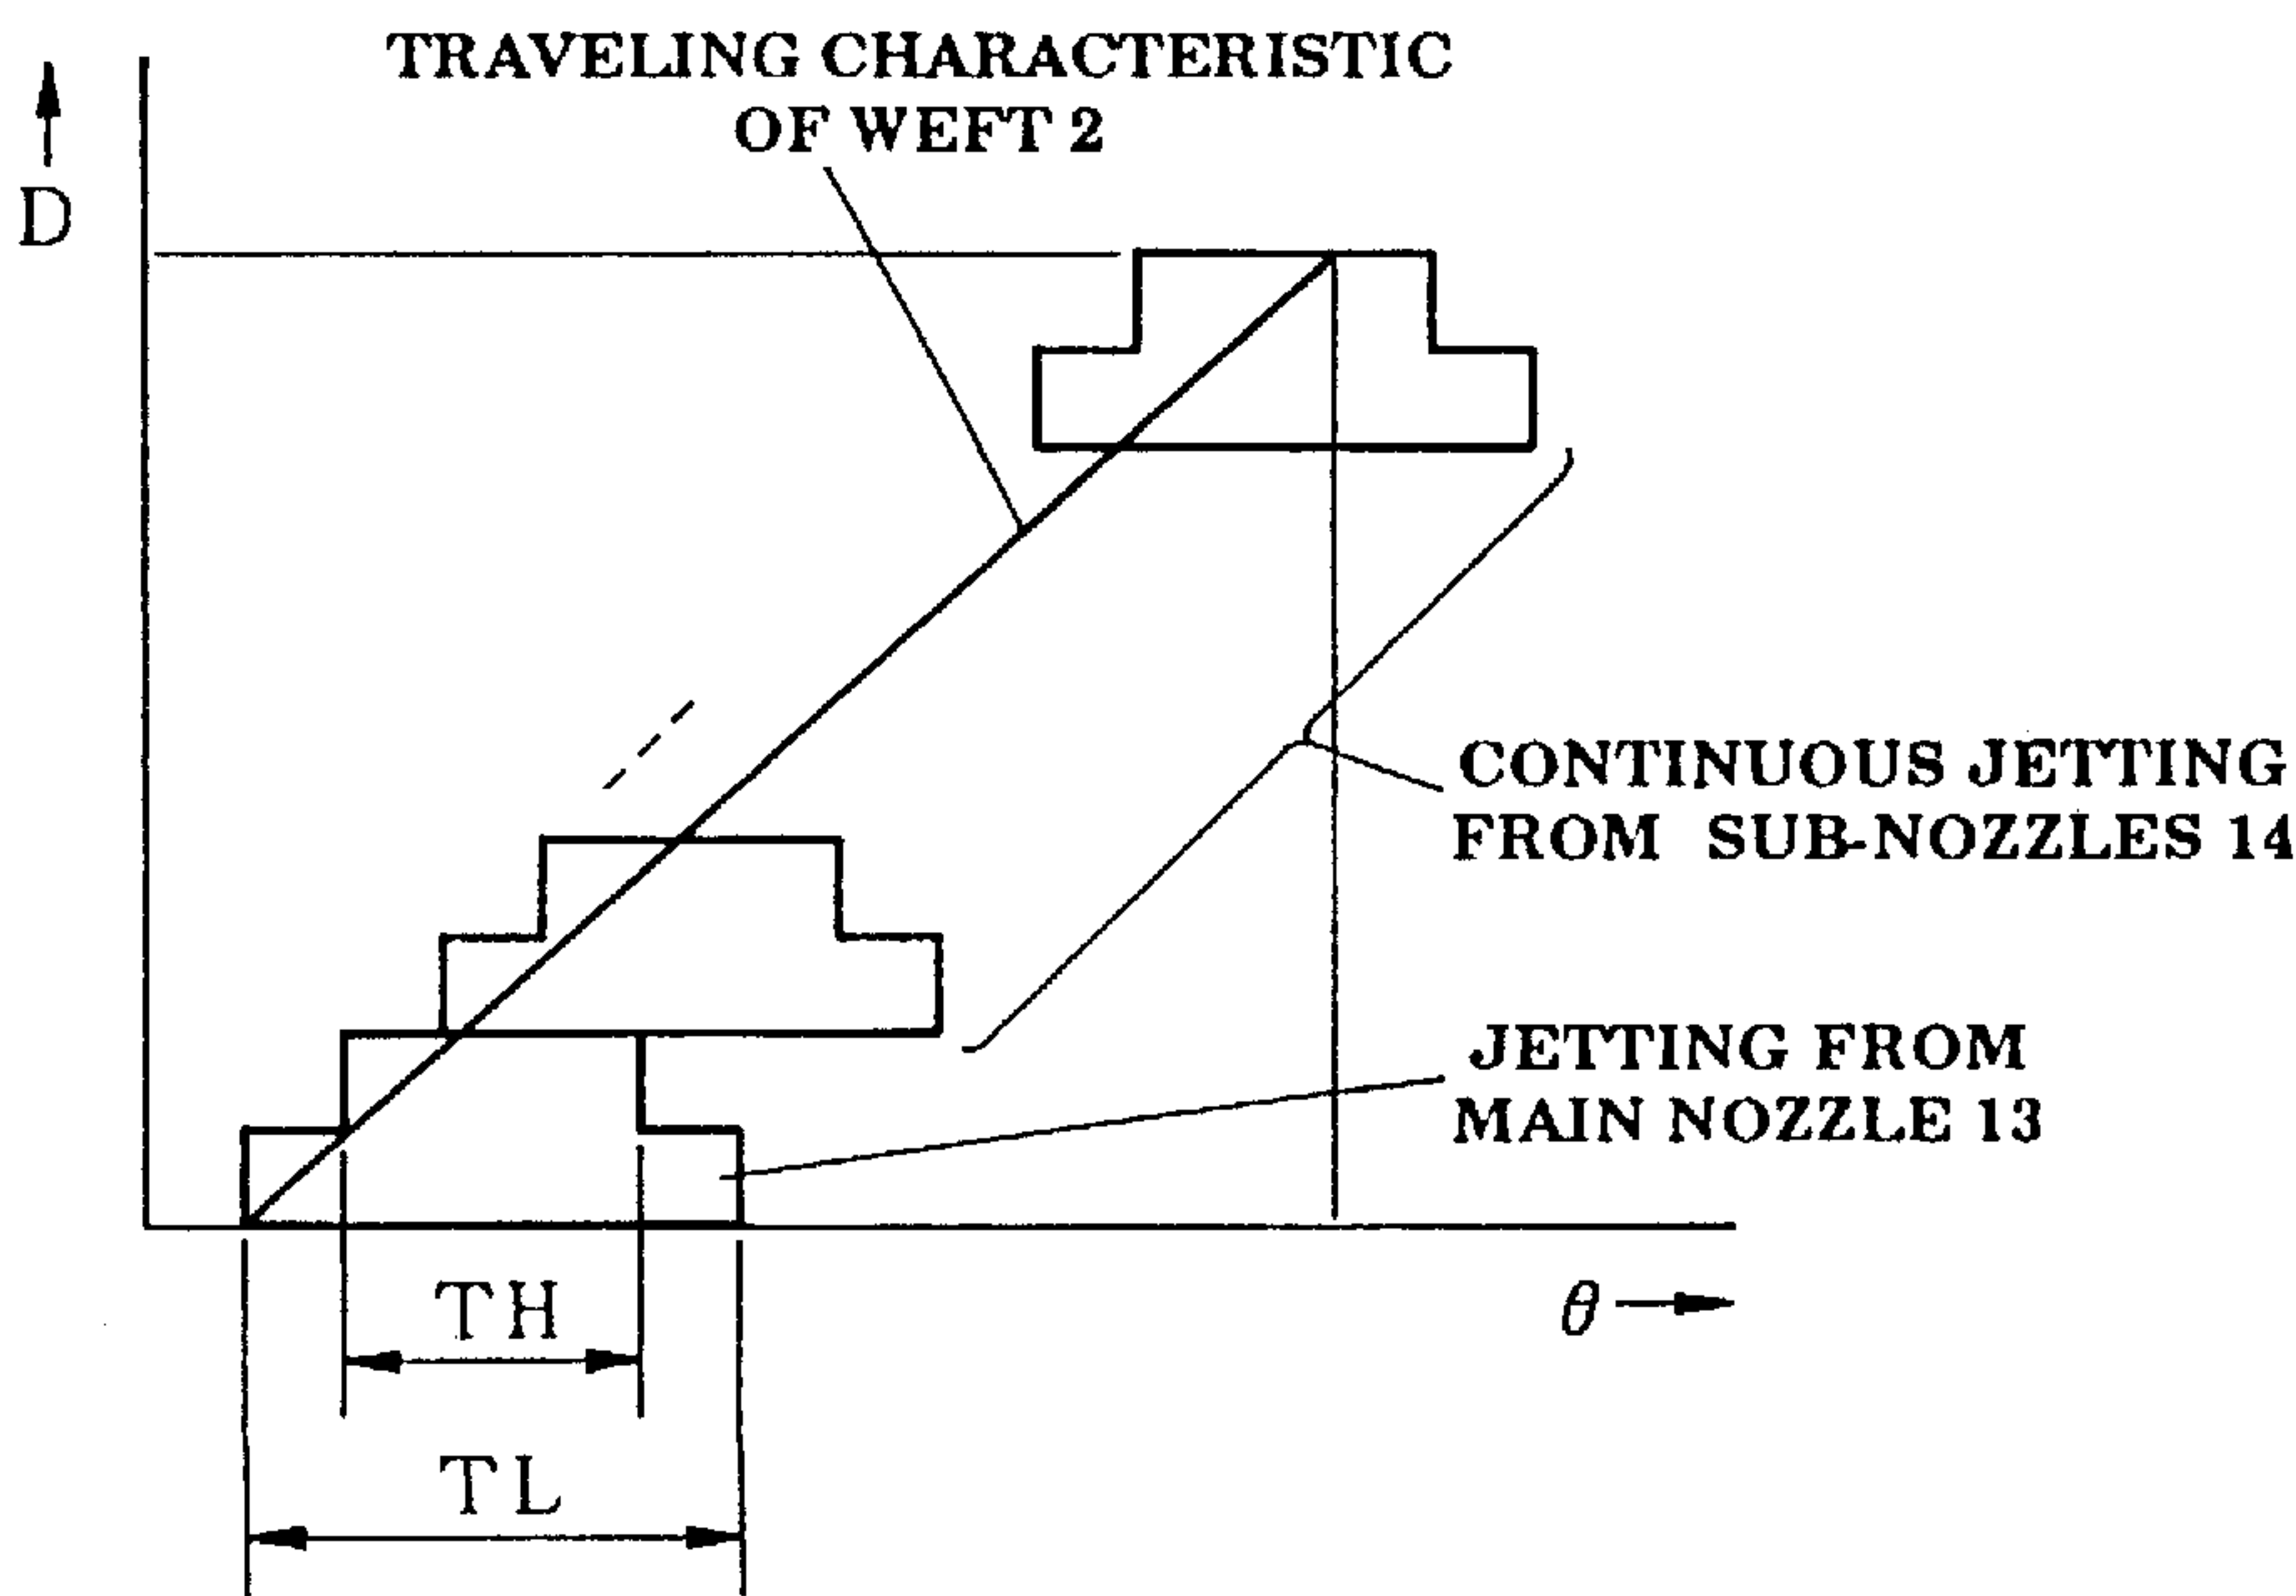 TRAVELING CHARACTERISTIC
OF WEFT 2
D
CONTINUOUS JETTING
FROM SUB-NOZZLES 14
JETTING FROM
MAIN NOZZLE 13
TH
θ
TL